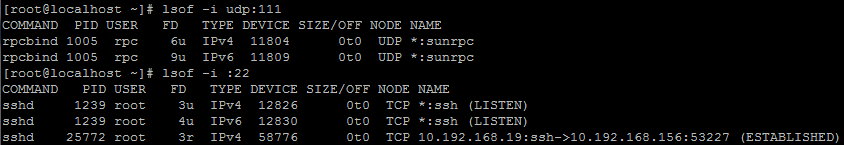 [root@localhost ~]# lsof -i udp:111
COMMAND  PID USER   FD   TYPE DEVICE SIZE/OFF NODE NAME
rpcbind 1005  rpc    6u  IPv4  11804      0t0  UDP *:sunrpc
rpcbind 1005  rpc    9u  IPv6  11809      0t0  UDP *:sunrpc
[root@localhost ~]# lsof -i :22
COMMAND   PID USER   FD   TYPE DEVICE SIZE/OFF NODE NAME
sshd     1239 root    3u  IPv4  12826      0t0  TCP *:ssh (LISTEN)
sshd     1239 root    4u  IPv6  12830      0t0  TCP *:ssh (LISTEN)
sshd    25772 root    3r  IPv4  58776      0t0  TCP 10.192.168.19:ssh->10.192.168.156:53227 (ESTABLISHED)